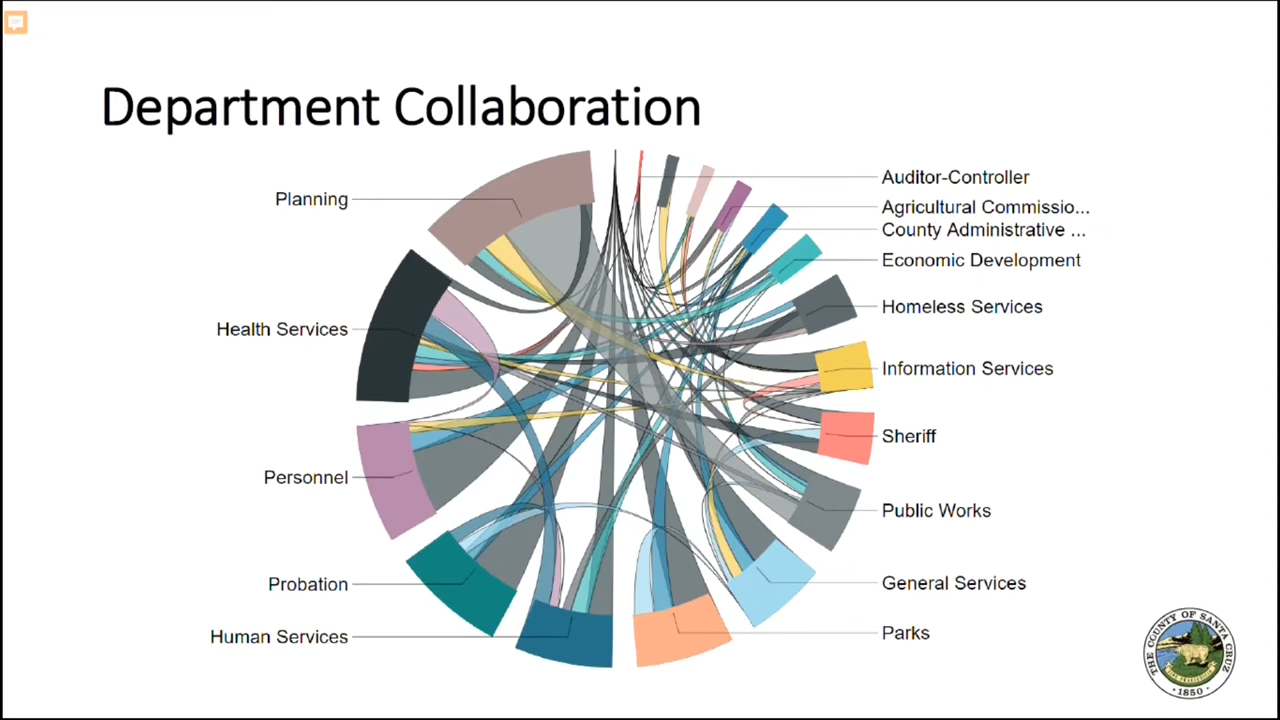 Department Collaboration
Planning
Health Services
Personnel
Probation
Human Services
Auditor-Controller
Agricultural Commissio...
County Administrative ...
Economic Development
Homeless Services
Information Services
Sheriff
Public Works
General Services
Parks
THE COUNTY OF SANTA CRUZ
1850